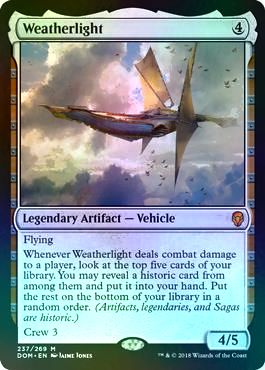 Weatherlight 4
Legendary Artifact — Vehicle
Flying
Whenever Weatherlight deals combat damage
to a player, look at the top five cards of your
library. You may reveal a historic card from
among them and put it into your hand. Put
the rest on the bottom of your library in a
random order. (Artifacts, legendaries, and Sagas
are historic.)
Crew 3
4/5
237/269 M
DOM • EN Jaime Jones
™ & © 2018 Wizards of the Coast